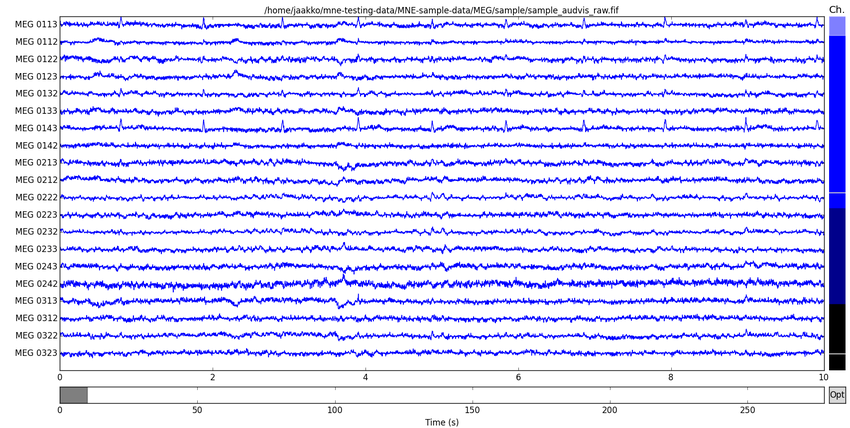 /home/jaakko/mne-testing-data/MNE-sample-data/MEG/sample/sample_audvis_raw.fif
Ch.
MEG 0113
MEG 0112
MEG 0122
MEG 0123
MEG 0132
MEG 0133
MEG 0143
MEG 0142
MEG 0213
MEG 0212
MEG 0222
MEG 0223
MEG 0232
MEG 0233
MEG 0243
MEG 0242
MEG 0313
MEG 0312
MEG 0322
MEG 0323
0 2 4 6 8 10
Opt
0 50 100 150 200 250
Time (s)